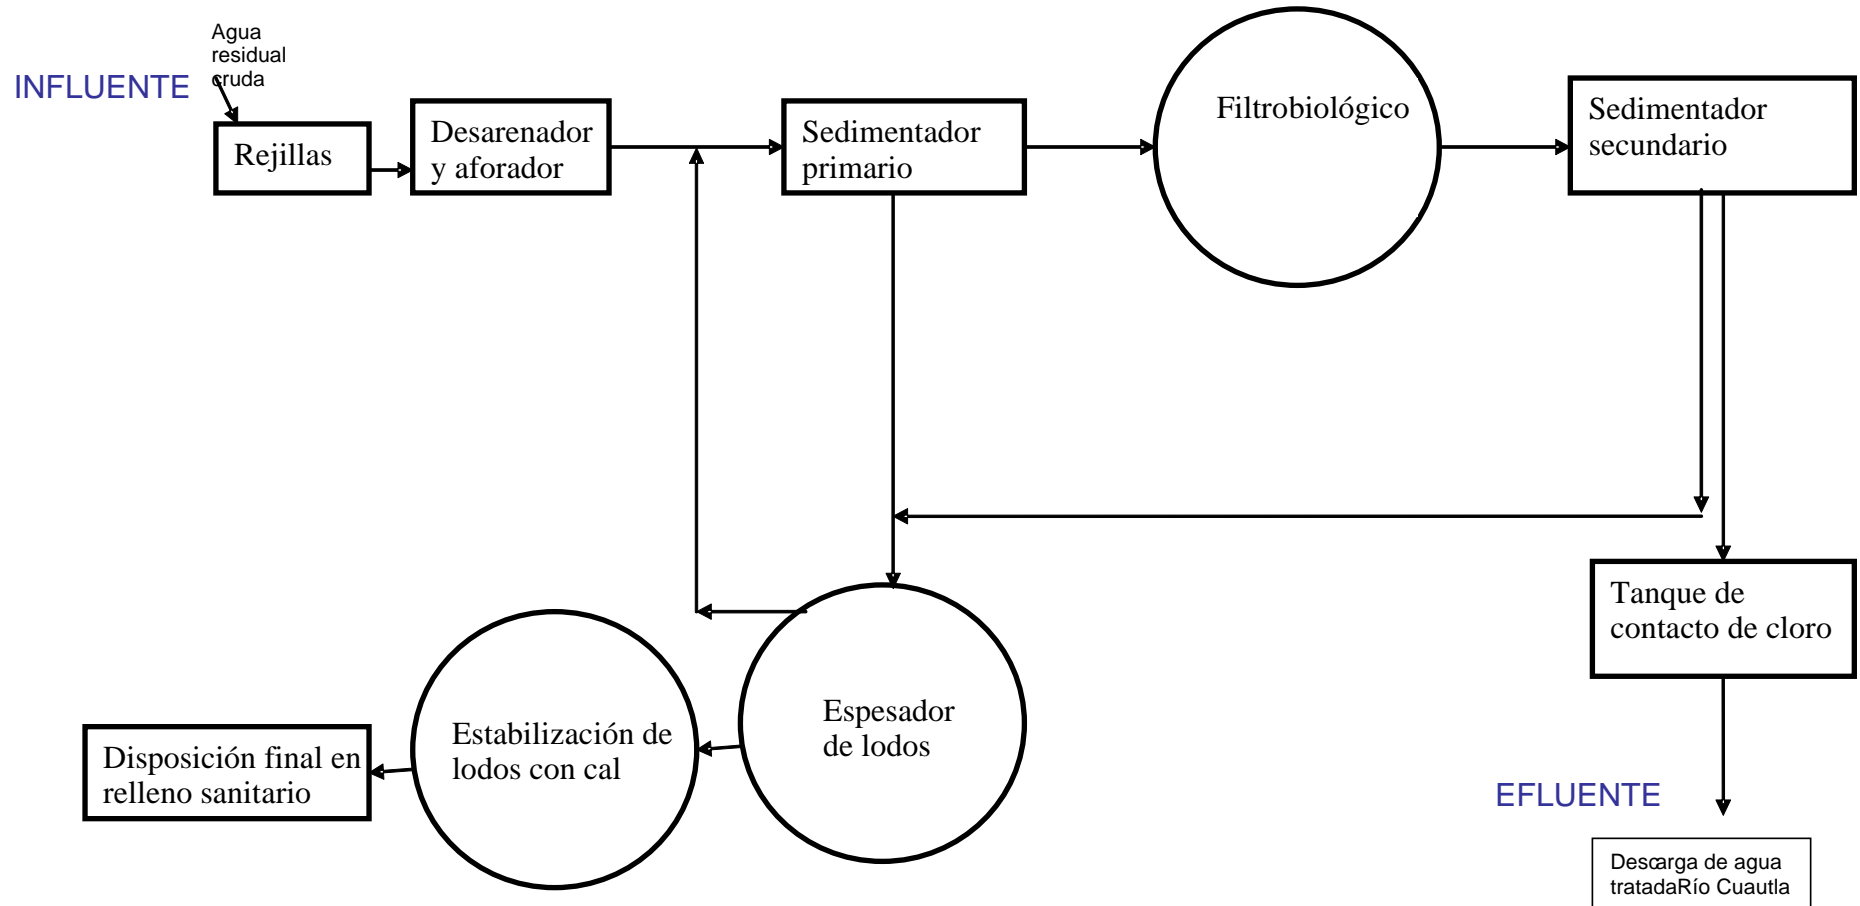 Agua
residual
cruda
INFLUENTE
Rejillas
Desarenador
y aforador
Sedimentador
primario
Filtrobiológico
Sedimentador
secundario
Tanque de
contacto de cloro
Espesador
de lodos
Estabilización de
lodos con cal
Disposición final en
relleno sanitario
EFLUENTE
Descarga de agua
tratadaRío Cuautla